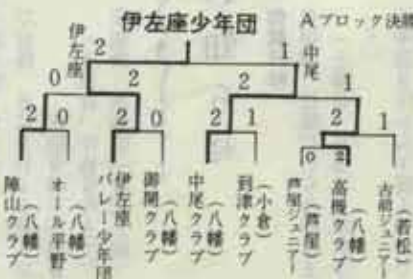 伊左座少年団
Aブロック決勝
伊左座
2
1
中尾
0
2
2
1
2
0
2
0
2
1
2
1
0
2
陣山クラブ(八幡)
オール平野(八幡)
伊左座バレー少年団
御開クラブ(八幡)
中尾クラブ(八幡)
到津クラブ(小倉)
芦屋ジュニアー(芦屋)
高槻クラブ(八幡)
ジュニアー(若松)